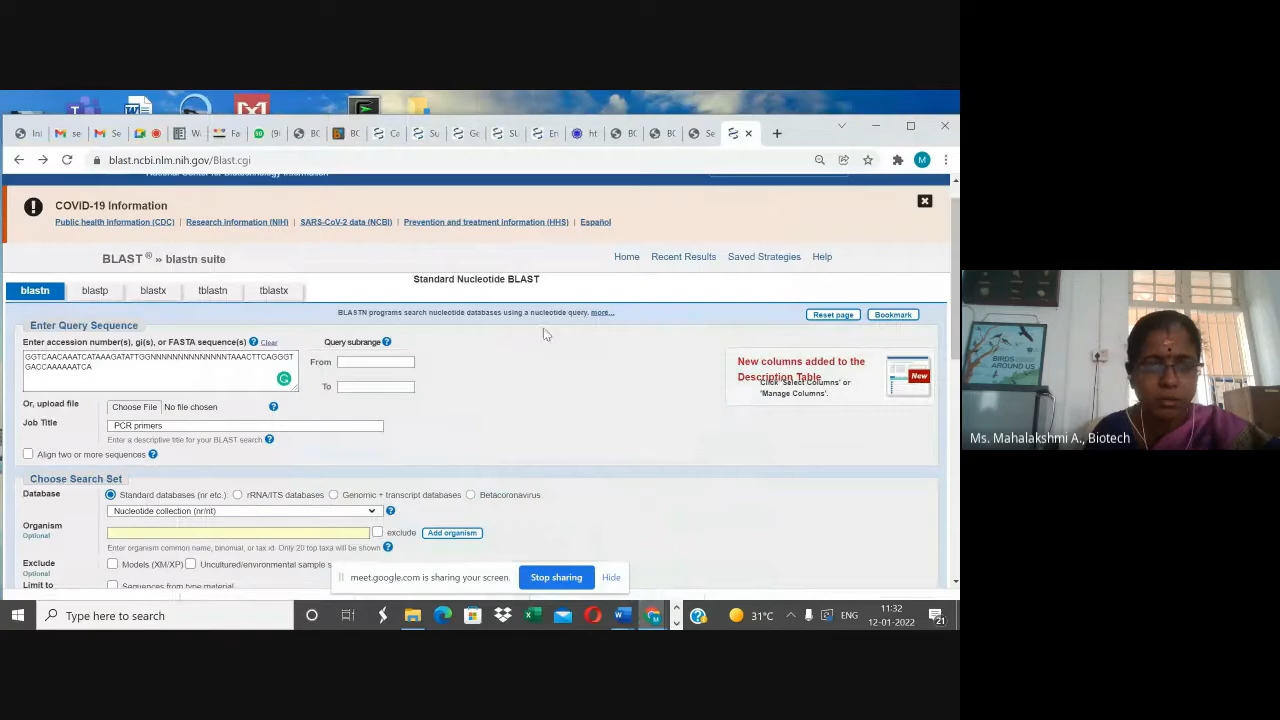 blast.ncbi.nlm.nih.gov/Blast.cgi
M
COVID-19 Information
Public health information (CDC) | Research information (NIH) | SARS-CoV-2 data (NCBI) | Prevention and treatment information (HHS) | Español
BLAST ® » blastn suite
Home
Recent Results
Saved Strategies
Help
Standard Nucleotide BLAST
blastn
blastp
blastx
tblastn
tblastx
BLASTN programs search nucleotide databases using a nucleotide query. more...
Reset page
Bookmark
Enter Query Sequence
Enter accession number(s), gi(s), or FASTA sequence(s) ? Clear
Query subrange ?
GGTCAACAAATCATAAAGATATTGGNNNNNNNNNNNNNNNTAAACTTCAGGGT
GACCAAAAAATCA
From
To
New columns added to the
Description Table
Click 'Select Columns' or
'Manage Columns'.
New
Or, upload file
Choose File
No file chosen
Job Title
PCR primers
Enter a descriptive title for your BLAST search ?
Align two or more sequences ?
Choose Search Set
Database
Standard databases (nr etc.):
rRNA/ITS databases
Genomic + transcript databases
Betacoronavirus
Nucleotide collection (nr/nt)
Organism
Optional
exclude
Add organism
Enter organism common name, binomial, or tax id. Only 20 top taxa will be shown ?
Exclude
Optional
Models (XM/XP)
Uncultured/environmental sample s
Limit to
Sequences from type material
meet.google.com is sharing your screen.
Stop sharing
Hide
Type here to search
31°C
ENG
11:32
12-01-2022
21
BIRDS
AROUND US
Ms. Mahalakshmi A., Biotech